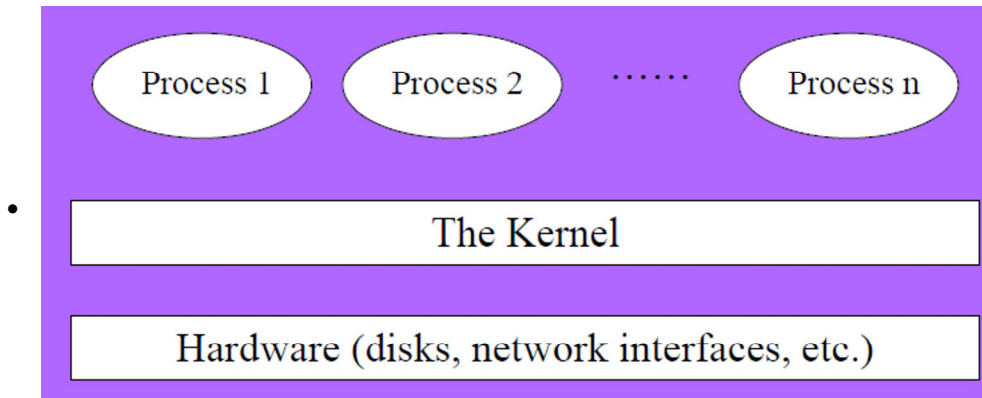 Process 1
Process 2
......
Process n
The Kernel
Hardware (disks, network interfaces, etc.)